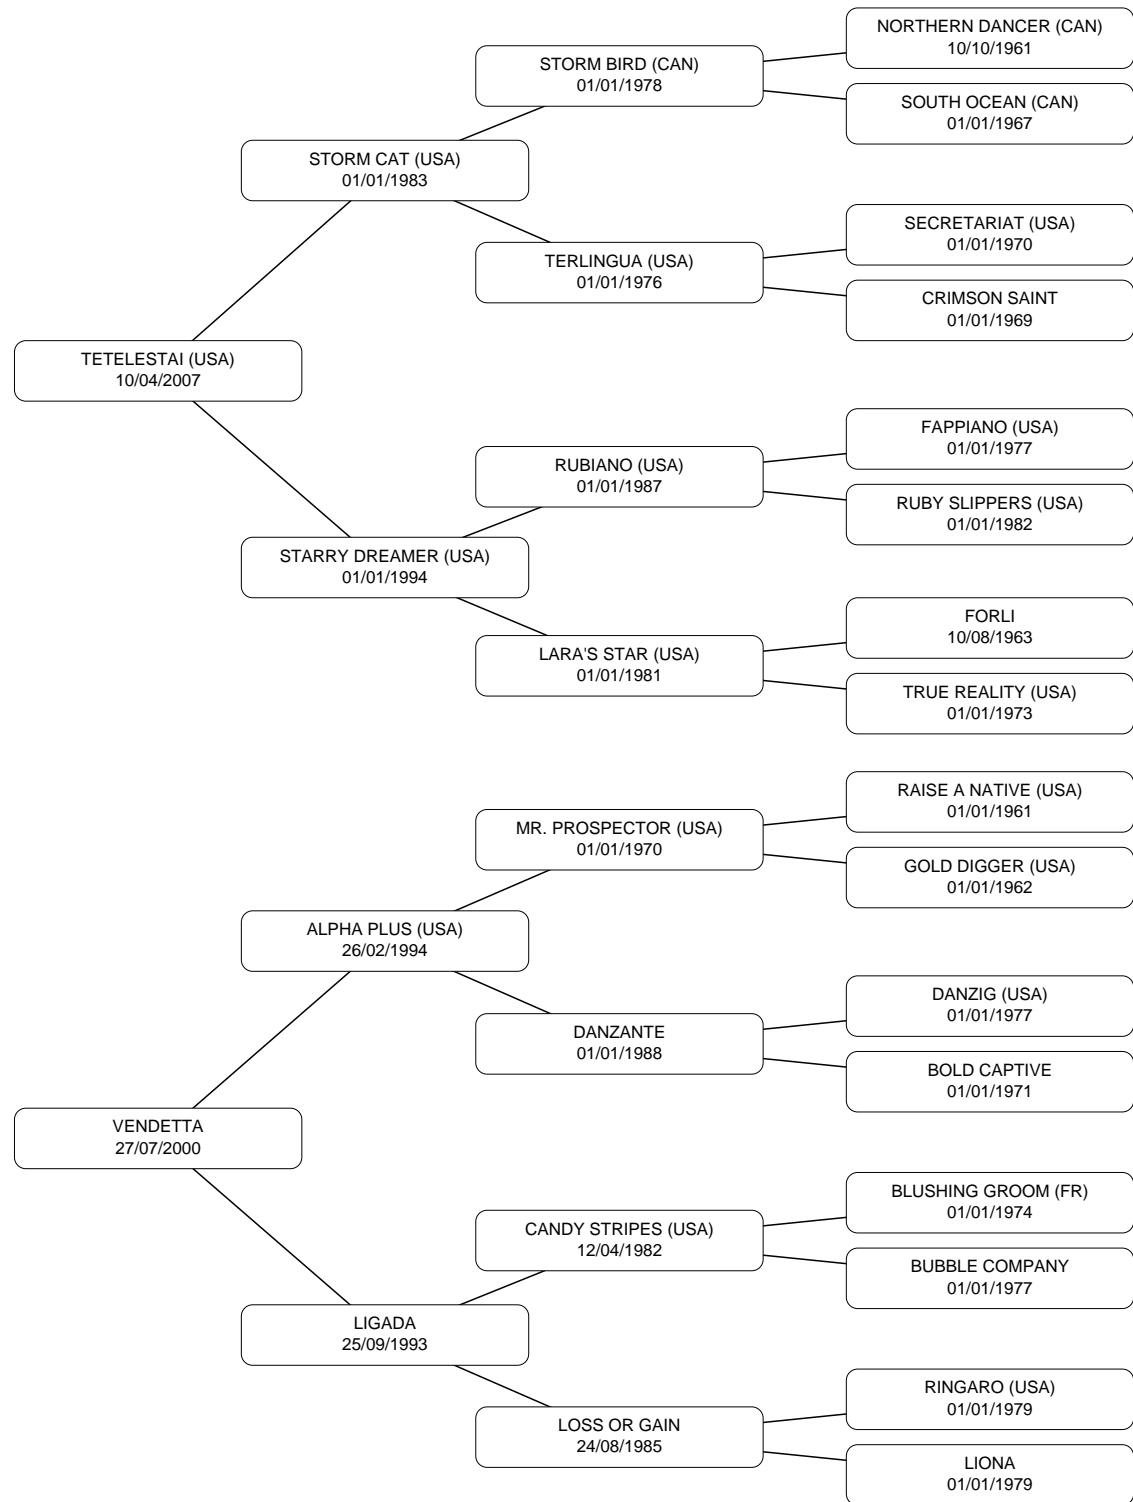 NORTHERN DANCER (CAN)
10/10/1961
STORM BIRD (CAN)
01/01/1978
SOUTH OCEAN (CAN)
01/01/1967
STORM CAT (USA)
01/01/1983
SECRETARIAT (USA)
01/01/1970
TERLINGUA (USA)
01/01/1976
CRIMSON SAINT
01/01/1969
TETELESTAI (USA)
10/04/2007
FAPPIANO (USA)
01/01/1977
RUBIANO (USA)
01/01/1987
RUBY SLIPPERS (USA)
01/01/1982
STARRY DREAMER (USA)
01/01/1994
FORLI
10/08/1963
LARA'S STAR (USA)
01/01/1981
TRUE REALITY (USA)
01/01/1973
RAISE A NATIVE (USA)
01/01/1961
MR. PROSPECTOR (USA)
01/01/1970
GOLD DIGGER (USA)
01/01/1962
ALPHA PLUS (USA)
26/02/1994
DANZIG (USA)
01/01/1977
DANZANTE
01/01/1988
BOLD CAPTIVE
01/01/1971
VENDETTA
27/07/2000
BLUSHING GROOM (FR)
01/01/1974
CANDY STRIPES (USA)
12/04/1982
BUBBLE COMPANY
01/01/1977
LIGADA
25/09/1993
RINGARO (USA)
01/01/1979
LOSS OR GAIN
24/08/1985
LIONA
01/01/1979